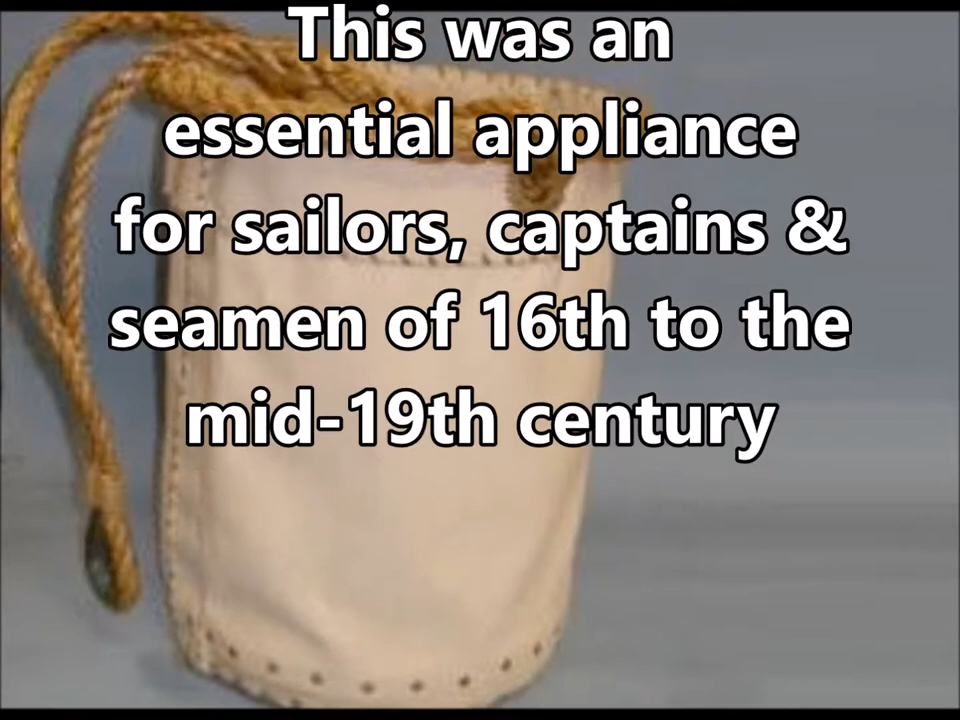 This was an
essential appliance
for sailors, captains &
seamen of 16th to the
mid-19th century